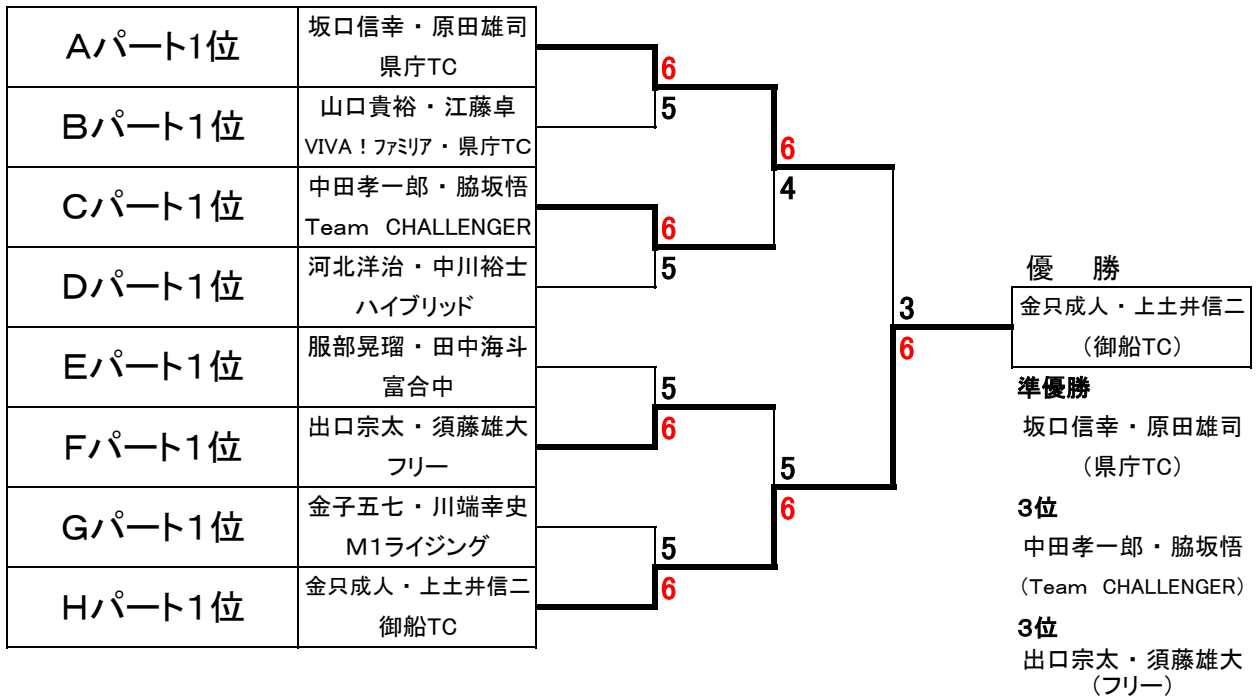 Aパート1位
坂口信幸・原田雄司
県庁TC
Bパート1位
山口貴裕・江藤卓
VIVA！ファミリア・県庁TC
Cパート1位
中田孝一郎・脇坂悟
Team　CHALLENGER
Dパート1位
河北洋治・中川裕士
ハイブリッド
Eパート1位
服部晃瑠・田中海斗
富合中
Fパート1位
出口宗太・須藤雄大
フリー
Gパート1位
金子五七・川端幸史
M1ライジング
Hパート1位
金只成人・上土井信二
御船TC
6
5
6
5
5
6
5
6
6
4
5
6
3
6
優　勝
金只成人・上土井信二
（御船TC）
準優勝
坂口信幸・原田雄司
（県庁TC）
3位
中田孝一郎・脇坂悟
（Team　CHALLENGER）
3位
出口宗太・須藤雄大
（フリー）